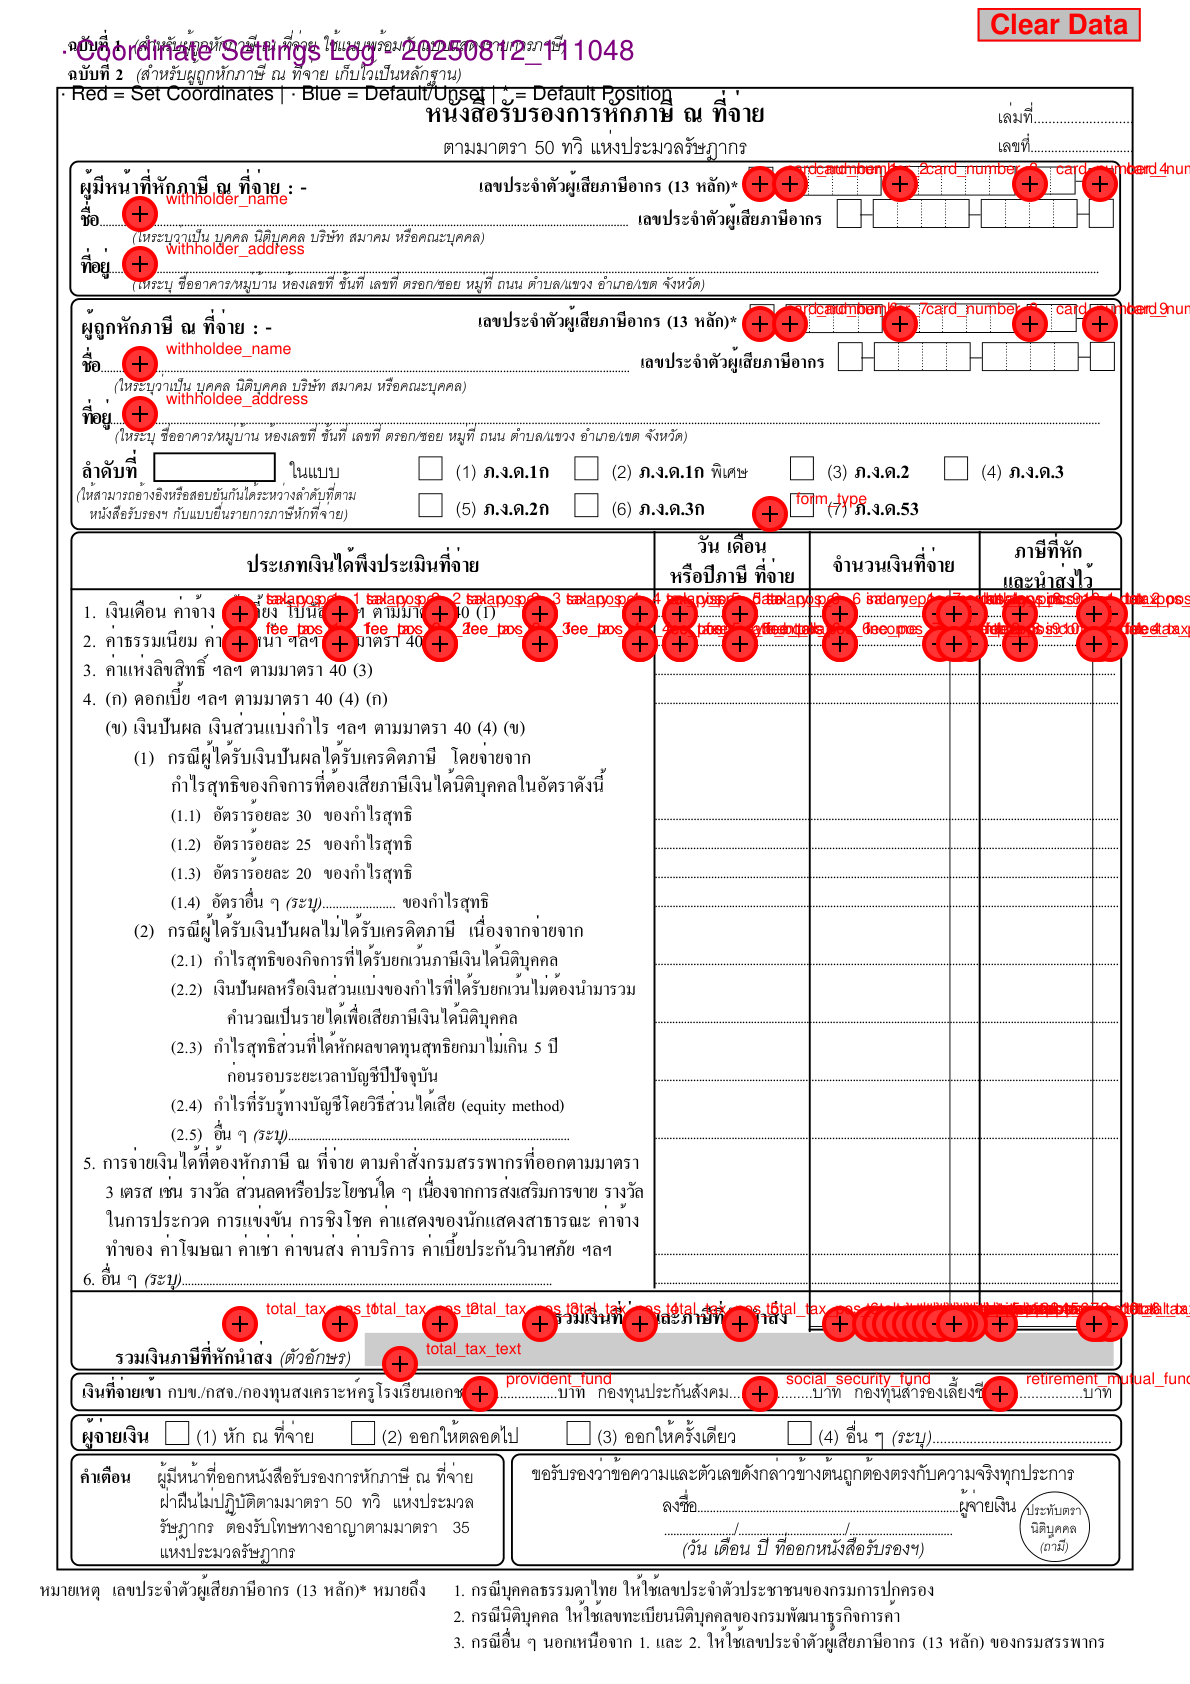 Clear Data
ฉบับที่ 1 (สำหรับผู้ถูกหักภาษี ณ ที่จ่าย ใช้แนบพร้อมกับแบบแสดงรายการภาษี)
· Coordinate Settings Log - 20250812_111048
ฉบับที่ 2 (สำหรับผู้ถูกหักภาษี ณ ที่จ่าย เก็บไว้เป็นหลักฐาน)
· Red = Set Coordinates | · Blue = Default/Unset | * = Default Position
หนังสือรับรองการหักภาษี ณ ที่จ่าย
เล่มที่
ตามมาตรา 50 ทวิ แห่งประมวลรัษฎากร
เลขที่
ผู้มีหน้าที่หักภาษี ณ ที่จ่าย : -
เลขประจำตัวผู้เสียภาษีอากร (13 หลัก)*
withholder_name
ชื่อ
เลขประจำตัวผู้เสียภาษีอากร
(ให้ระบุว่าเป็น บุคคล นิติบุคคล บริษัท สมาคม หรือคณะบุคคล)
withholder_address
ที่อยู่
(ให้ระบุ ชื่ออาคาร/หมู่บ้าน ห้องเลขที่ ชั้นที่ เลขที่ ตรอก/ซอย หมู่ที่ ถนน ตำบล/แขวง อำเภอ/เขต จังหวัด)
ผู้ถูกหักภาษี ณ ที่จ่าย : -
เลขประจำตัวผู้เสียภาษีอากร (13 หลัก)*
withholdee_name
ชื่อ
เลขประจำตัวผู้เสียภาษีอากร
(ให้ระบุว่าเป็น บุคคล นิติบุคคล บริษัท สมาคม หรือคณะบุคคล)
withholdee_address
ที่อยู่
(ให้ระบุ ชื่ออาคาร/หมู่บ้าน ห้องเลขที่ ชั้นที่ เลขที่ ตรอก/ซอย หมู่ที่ ถนน ตำบล/แขวง อำเภอ/เขต จังหวัด)
ลำดับที่ ในแบบ (1) ภ.ง.ด.1ก (2) ภ.ง.ด.1ก พิเศษ (3) ภ.ง.ด.2 (4) ภ.ง.ด.3
(ให้สามารถอ้างอิงหรือสอบยันกันได้ระหว่างลำดับที่ตาม
หนังสือรับรองฯ กับแบบยื่นรายการภาษีหักที่จ่าย)
form_type
(5) ภ.ง.ด.2ก (6) ภ.ง.ด.3ก (7) ภ.ง.ด.53
ประเภทเงินได้พึงประเมินที่จ่าย
วัน เดือน
หรือปีภาษี ที่จ่าย
จำนวนเงินที่จ่าย
ภาษีที่หัก
และนำส่งไว้
1. เงินเดือน ค่าจ้าง
2. ค่าธรรมเนียม
3. ค่าแห่งลิขสิทธิ์ ฯลฯ ตามมาตรา 40 (3)
4. (ก) ดอกเบี้ย ฯลฯ ตามมาตรา 40 (4) (ก)
(ข) เงินปันผล เงินส่วนแบ่งกำไร ฯลฯ ตามมาตรา 40 (4) (ข)
(1) กรณีผู้ได้รับเงินปันผลได้รับเครดิตภาษี โดยจ่ายจาก
กำไรสุทธิของกิจการที่ต้องเสียภาษีเงินได้นิติบุคคลในอัตราดังนี้
(1.1) อัตราร้อยละ 30 ของกำไรสุทธิ
(1.2) อัตราร้อยละ 25 ของกำไรสุทธิ
(1.3) อัตราร้อยละ 20 ของกำไรสุทธิ
(1.4) อัตราอื่น ๆ (ระบุ) ของกำไรสุทธิ
(2) กรณีผู้ได้รับเงินปันผลไม่ได้รับเครดิตภาษี เนื่องจากจ่ายจาก
(2.1) กำไรสุทธิของกิจการที่ได้รับยกเว้นภาษีเงินได้นิติบุคคล
(2.2) เงินปันผลหรือเงินส่วนแบ่งของกำไรที่ได้รับยกเว้นไม่ต้องนำมารวม
คำนวณเป็นรายได้เพื่อเสียภาษีเงินได้นิติบุคคล
(2.3) กำไรสุทธิส่วนที่ได้หักผลขาดทุนสุทธิยกมาไม่เกิน 5 ปี
ก่อนรอบระยะเวลาบัญชีปีปัจจุบัน
(2.4) กำไรที่รับรู้ทางบัญชีโดยวิธีส่วนได้เสีย (equity method)
(2.5) อื่น ๆ (ระบุ)
5. การจ่ายเงินได้ที่ต้องหักภาษี ณ ที่จ่าย ตามคำสั่งกรมสรรพากรที่ออกตามมาตรา
3 เตรส เช่น รางวัล ส่วนลดหรือประโยชน์ใด ๆ เนื่องจากการส่งเสริมการขาย รางวัล
ในการประกวด การแข่งขัน การชิงโชค ค่าแสดงของนักแสดงสาธารณะ ค่าจ้าง
ทำของ ค่าโฆษณา ค่าเช่า ค่าขนส่ง ค่าบริการ ค่าเบี้ยประกันวินาศภัย ฯลฯ
6. อื่น ๆ (ระบุ)
total_tax_text
รวมเงินภาษีที่หักนำส่ง (ตัวอักษร)
provident_fund social_security_fund retirement_mutual_fund
เงินที่จ่ายเข้า กบข./กสจ./กองทุนสงเคราะห์ครูโรงเรียนเอกช บาท กองทุนประกันสังคม บาท กองทุนสำรองเลี้ยงชี บาท
ผู้จ่ายเงิน (1) หัก ณ ที่จ่าย (2) ออกให้ตลอดไป (3) ออกให้ครั้งเดียว (4) อื่น ๆ (ระบุ)
คำเตือน ผู้มีหน้าที่ออกหนังสือรับรองการหักภาษี ณ ที่จ่าย
ฝ่าฝืนไม่ปฏิบัติตามมาตรา 50 ทวิ แห่งประมวล
รัษฎากร ต้องรับโทษทางอาญาตามมาตรา 35
แห่งประมวลรัษฎากร
ขอรับรองว่าข้อความและตัวเลขดังกล่าวข้างต้นถูกต้องตรงกับความจริงทุกประการ
ลงชื่อ ผู้จ่ายเงิน
(วัน เดือน ปี ที่ออกหนังสือรับรองฯ)
ประทับตรา
นิติบุคคล
(ถ้ามี)
หมายเหตุ เลขประจำตัวผู้เสียภาษีอากร (13 หลัก)* หมายถึง 1. กรณีบุคคลธรรมดาไทย ให้ใช้เลขประจำตัวประชาชนของกรมการปกครอง
2. กรณีนิติบุคคล ให้ใช้เลขทะเบียนนิติบุคคลของกรมพัฒนาธุรกิจการค้า
3. กรณีอื่น ๆ นอกเหนือจาก 1. และ 2. ให้ใช้เลขประจำตัวผู้เสียภาษีอากร (13 หลัก) ของกรมสรรพากร